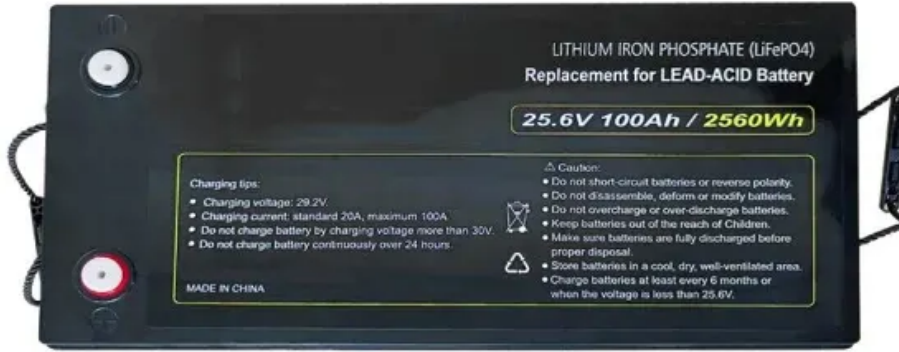 LITHIUM IRON PHOSPHATE (LiFePO4)
Replacement for LEAD-ACID Battery
25.6V 100Ah / 2560Wh
Charging tips:
• Charging voltage: 29.2V.
• Charging current: standard 20A, maximum 100A
• Do not charge battery by charging voltage more than 30V.
• Do not charge battery continuously over 24 hours.
MADE IN CHINA
⚠ Caution:
• Do not short-circuit batteries or reverse polarity.
• Do not disassemble, deform or modify batteries.
• Do not overcharge or over-discharge batteries.
• Keep batteries out of the reach of Children.
• Make sure batteries are fully discharged before
proper disposal.
• Store batteries in a cool, dry, well-ventilated area.
• Charge batteries at least every 6 months or
when the voltage is less than 25.6V.